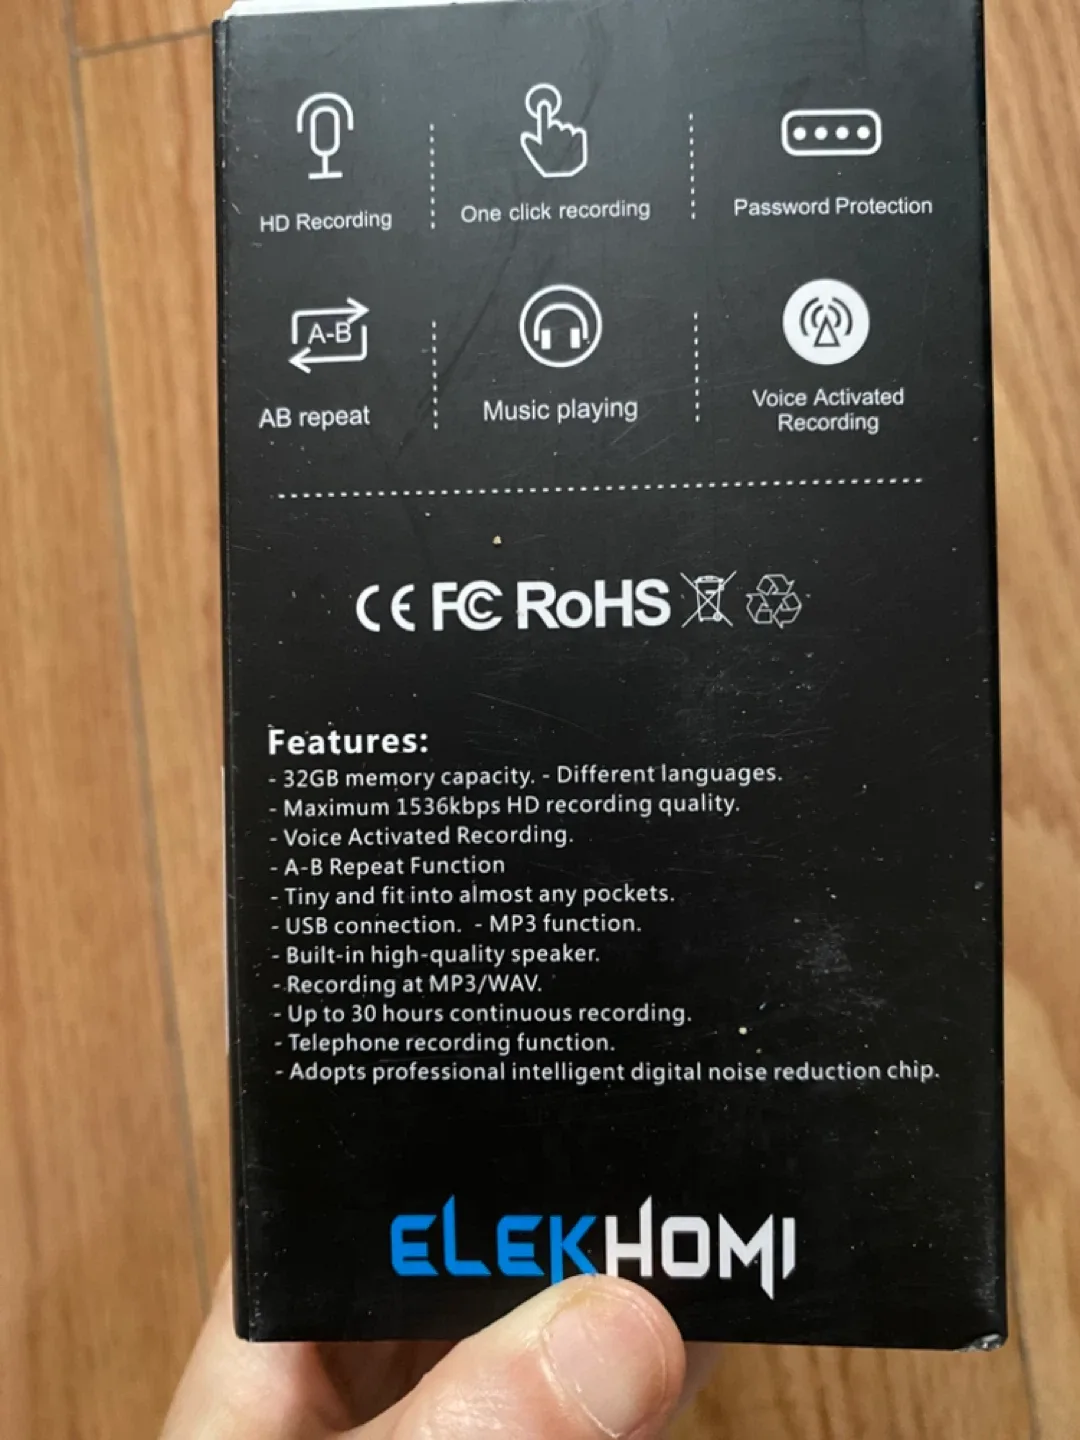 HD Recording
One click recording
Password Protection
A-B
AB repeat
Music playing
Voice Activated
Recording
CE FC RoHS
Features:
- 32GB memory capacity. - Different languages.
- Maximum 1536kbps HD recording quality.
- Voice Activated Recording.
- A-B Repeat Function
- Tiny and fit into almost any pockets.
- USB connection. - MP3 function.
- Built-in high-quality speaker.
- Recording at MP3/WAV.
- Up to 30 hours continuous recording.
- Telephone recording function.
- Adopts professional intelligent digital noise reduction chip.
ELEKHOMI